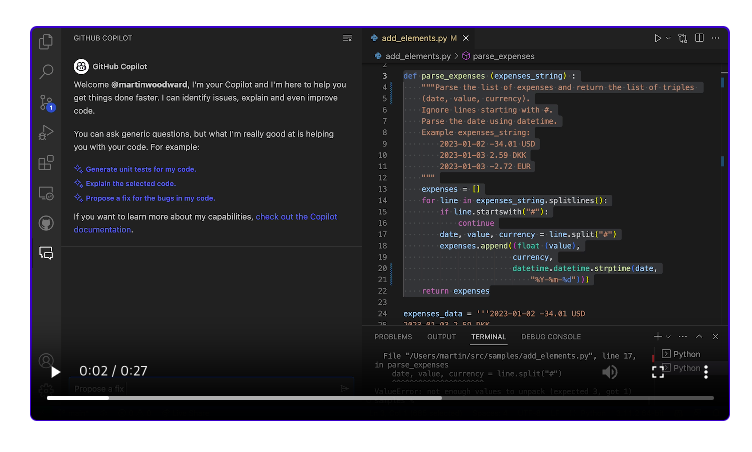 GITHUB COPILOT
GitHub Copilot
Welcome @martinwoodward, I'm your Copilot and I'm here to help you
get things done faster. I can identify issues, explain and even improve
code.
You can ask generic questions, but what I'm really good at is helping
you with your code. For example:
Generate unit tests for my code.
Explain the selected code.
Propose a fix for the bugs in my code.
If you want to learn more about my capabilities, check out the Copilot
documentation.
1
Propose a fix
0:02 / 0:27
add_elements.py M
add_elements.py > parse_expenses
2
3 def parse_expenses (expenses_string) :
4 """Parse the list of expenses and return the list of triples
5 (date, value, currency).
6 Ignore lines starting with #.
7 Parse the date using datetime.
8 Example expenses_string:
9 2023-01-02 -34.01 USD
10 2023-01-03 2.59 DKK
11 2023-01-03 -2.72 EUR
12 """
13 expenses = []
14 for line in expenses_string.splitlines():
15 if line.startswith("#"):
16 continue
17 date, value, currency = line.split("#")
18 expenses.append((float (value),
19 currency,
20 datetime.datetime.strptime(date,
21 "%Y-%m-%d")))
22 return expenses
23
24 expenses_data = '''2023-01-02 -34.01 USD
25 2023-01-03 2.59 DKK
PROBLEMS OUTPUT TERMINAL DEBUG CONSOLE
File "/Users/martin/src/samples/add_elements.py", line 17,
in parse_expenses
date, value, currency = line.split("#")
^^^^^^^^^^^^^^^^^^^^^
ValueError: not enough values to unpack (expected 3, got 1)
Python
Python